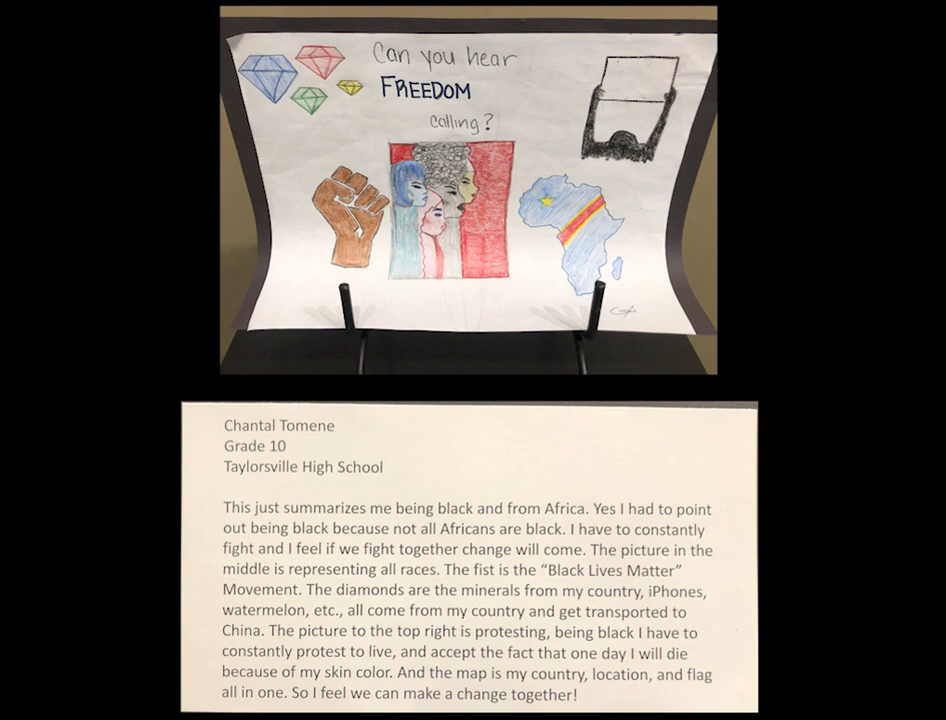 Can you hear
FREEDOM
calling?
Chantal Tomene
Grade 10
Taylorsville High School
This just summarizes me being black and from Africa. Yes I had to point
out being black because not all Africans are black. I have to constantly
fight and I feel if we fight together change will come. The picture in the
middle is representing all races. The fist is the “Black Lives Matter”
Movement. The diamonds are the minerals from my country, iPhones,
watermelon, etc., all come from my country and get transported to
China. The picture to the top right is protesting, being black I have to
constantly protest to live, and accept the fact that one day I will die
because of my skin color. And the map is my country, location, and flag
all in one. So I feel we can make a change together!